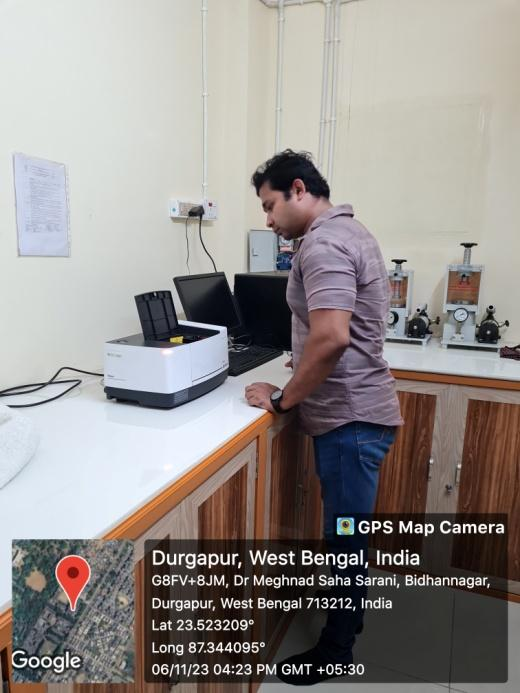 GPS Map Camera
Durgapur, West Bengal, India
G8FV+8JM, Dr Meghnad Saha Sarani, Bidhannagar,
Durgapur, West Bengal 713212, India
Lat 23.523209°
Long 87.344095°
06/11/23 04:23 PM GMT +05:30
Google